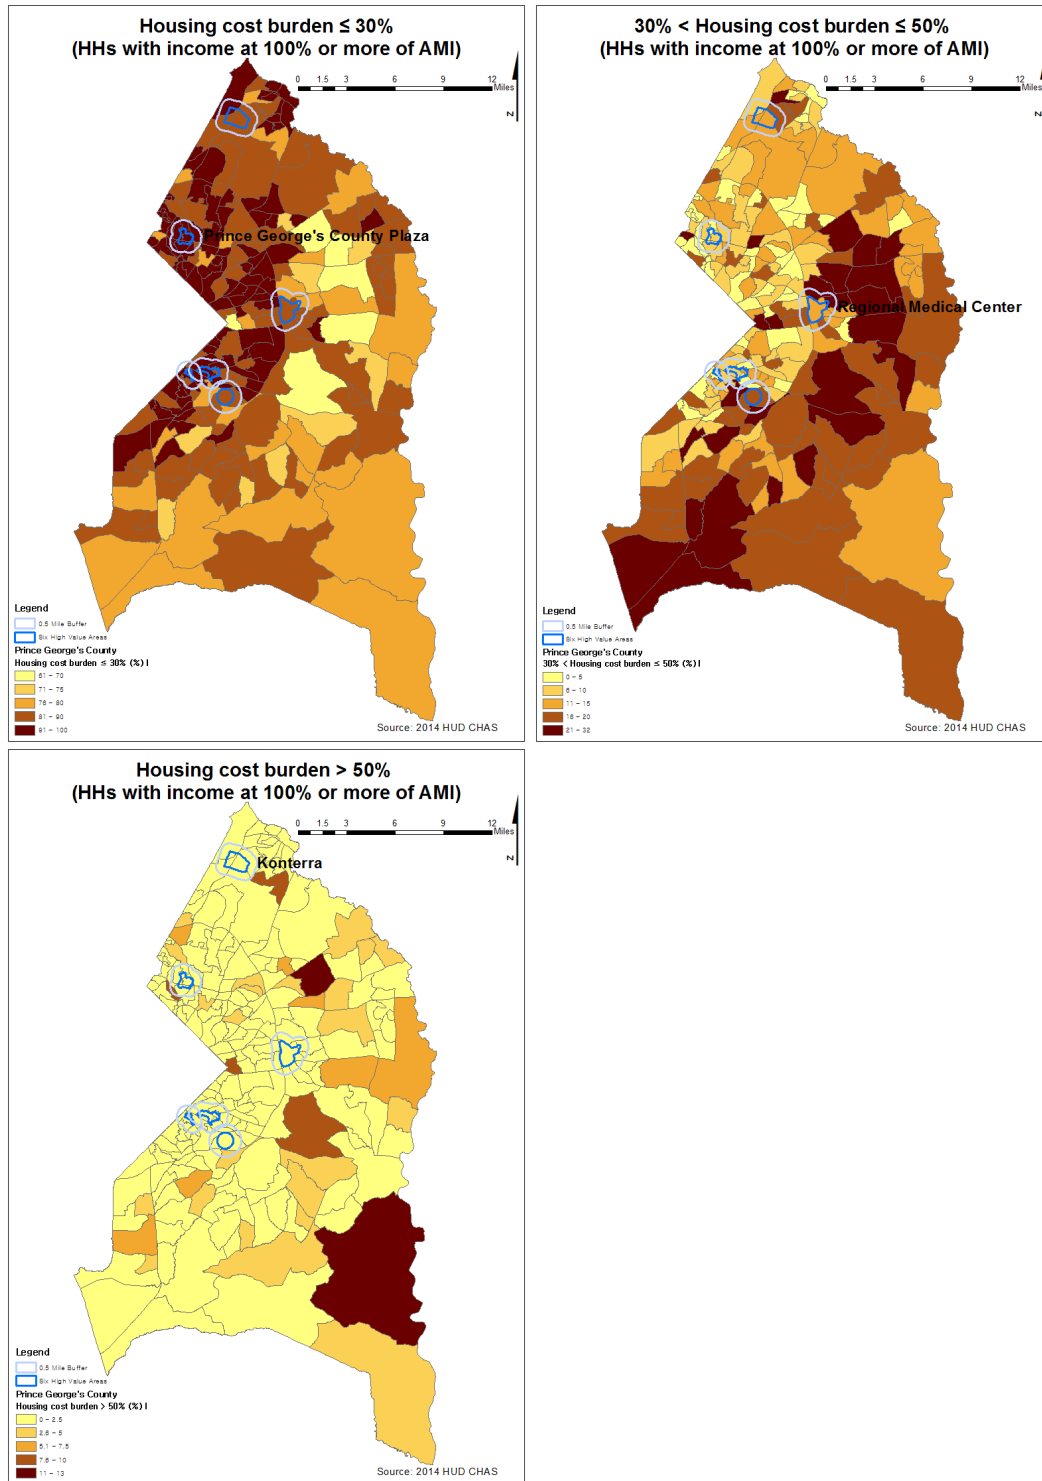 Housing cost burden ≤ 30%
(HHs with income at 100% or more of AMI)
0 1.5 3 6 9 12
Miles
N
Prince George's County Plaza
Legend
0.5 Mile Buffer
Six High Value Areas
Prince George's County
Housing cost burden ≤ 30% (%) l
61 - 70
71 - 75
76 - 80
81 - 90
91 - 100
Source: 2014 HUD CHAS
30% < Housing cost burden ≤ 50%
(HHs with income at 100% or more of AMI)
0 1.5 3 6 9 12
Miles
N
Regional Medical Center
Legend
0.5 Mile Buffer
Six High Value Areas
Prince George's County
30% < Housing cost burden ≤ 50% (%) l
0 - 5
6 - 10
11 - 15
16 - 20
21 - 32
Source: 2014 HUD CHAS
Housing cost burden > 50%
(HHs with income at 100% or more of AMI)
0 1.5 3 6 9 12
Miles
N
Konterra
Legend
0.5 Mile Buffer
Six High Value Areas
Prince George's County
Housing cost burden > 50% (%) l
0 - 2.5
2.6 - 5
5.1 - 7.5
7.6 - 10
11 - 13
Source: 2014 HUD CHAS